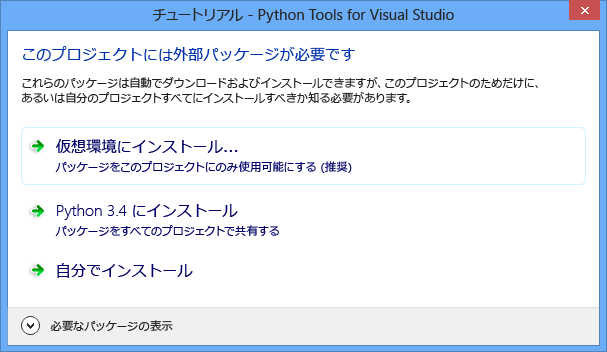 チュートリアル - Python Tools for Visual Studio
このプロジェクトには外部パッケージが必要です
これらのパッケージは自動でダウンロードおよびインストールできますが、このプロジェクトのためだけに、
あるいは自分のプロジェクトすべてにインストールすべきか知る必要があります。
仮想環境にインストール...
パッケージをこのプロジェクトにのみ使用可能にする (推奨)
Python 3.4 にインストール
パッケージをすべてのプロジェクトで共有する
自分でインストール
必要なパッケージの表示